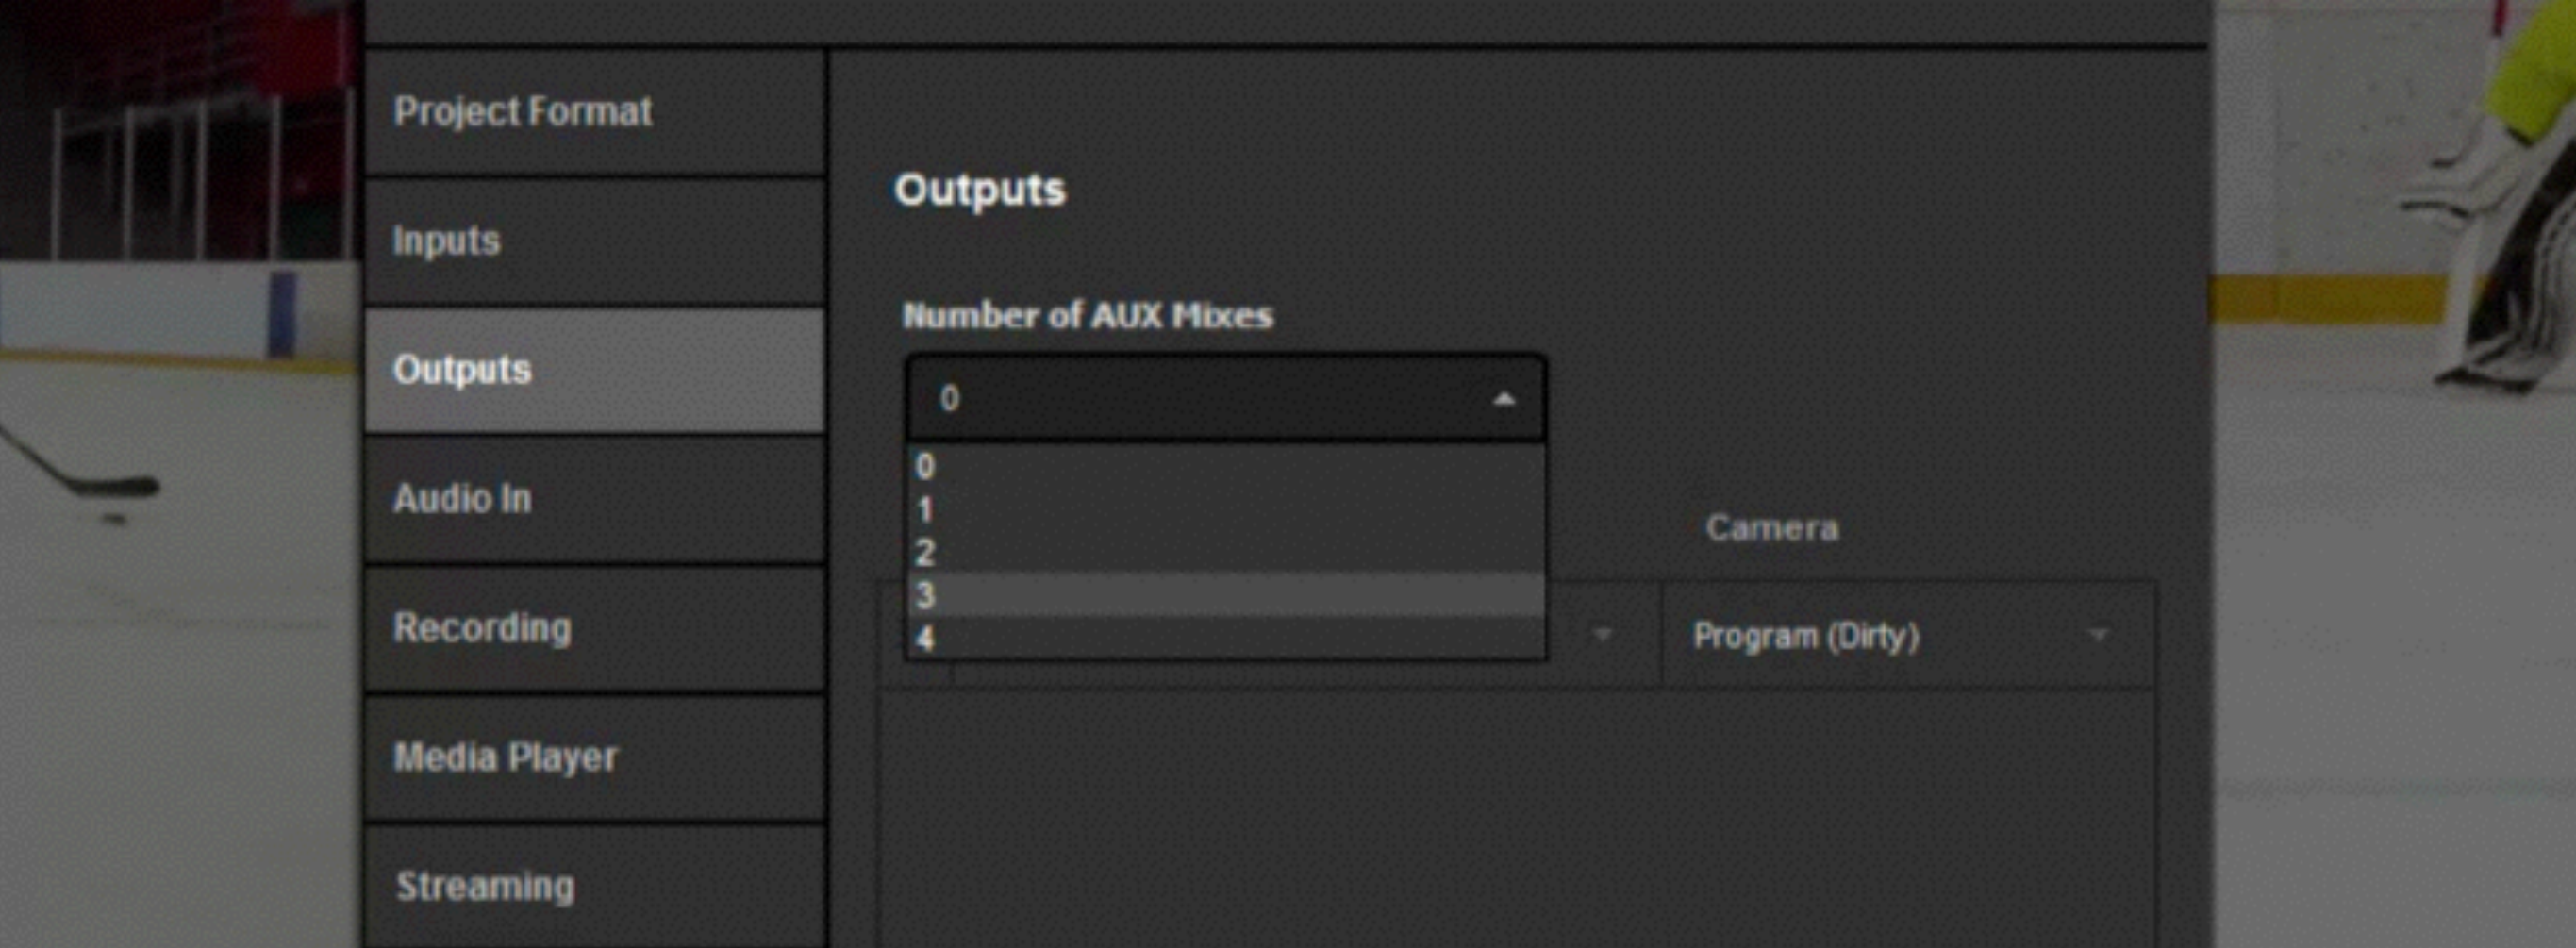 Project Format
Inputs
Outputs
Audio In
Recording
Media Player
Streaming
Outputs
Number of AUX Mixes
0
0
1
2
3
4
Camera
Program (Dirty)